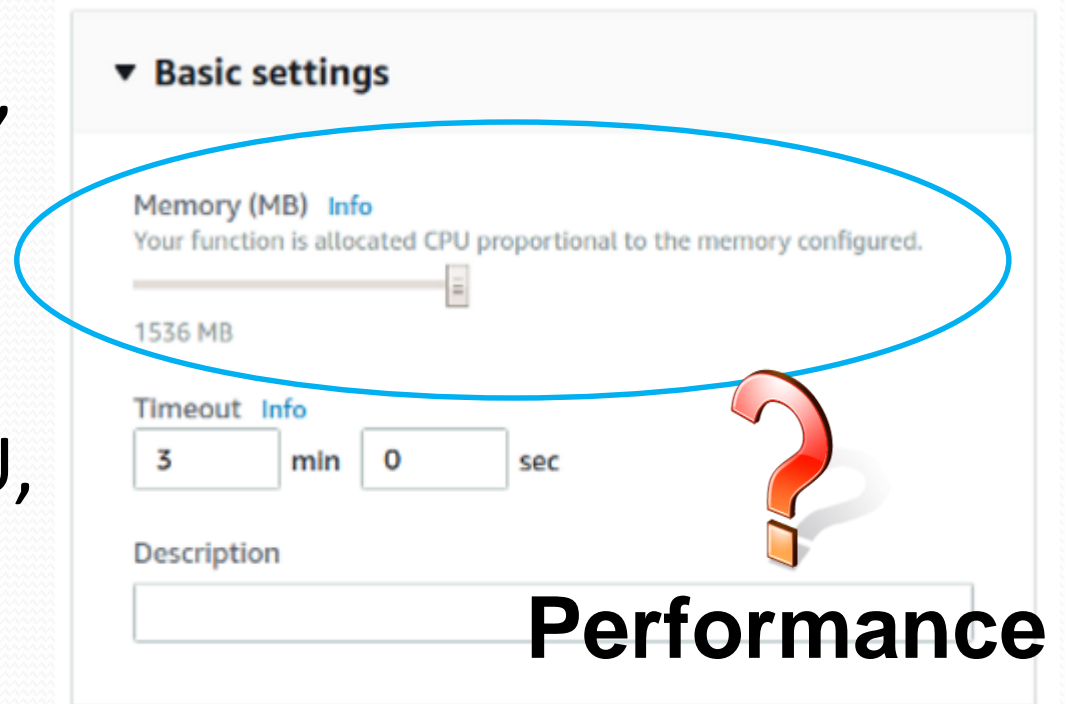 ▼ Basic settings
Memory (MB) Info
Your function is allocated CPU proportional to the memory configured.
1536 MB
Timeout Info
3 min 0 sec
Description
Performance